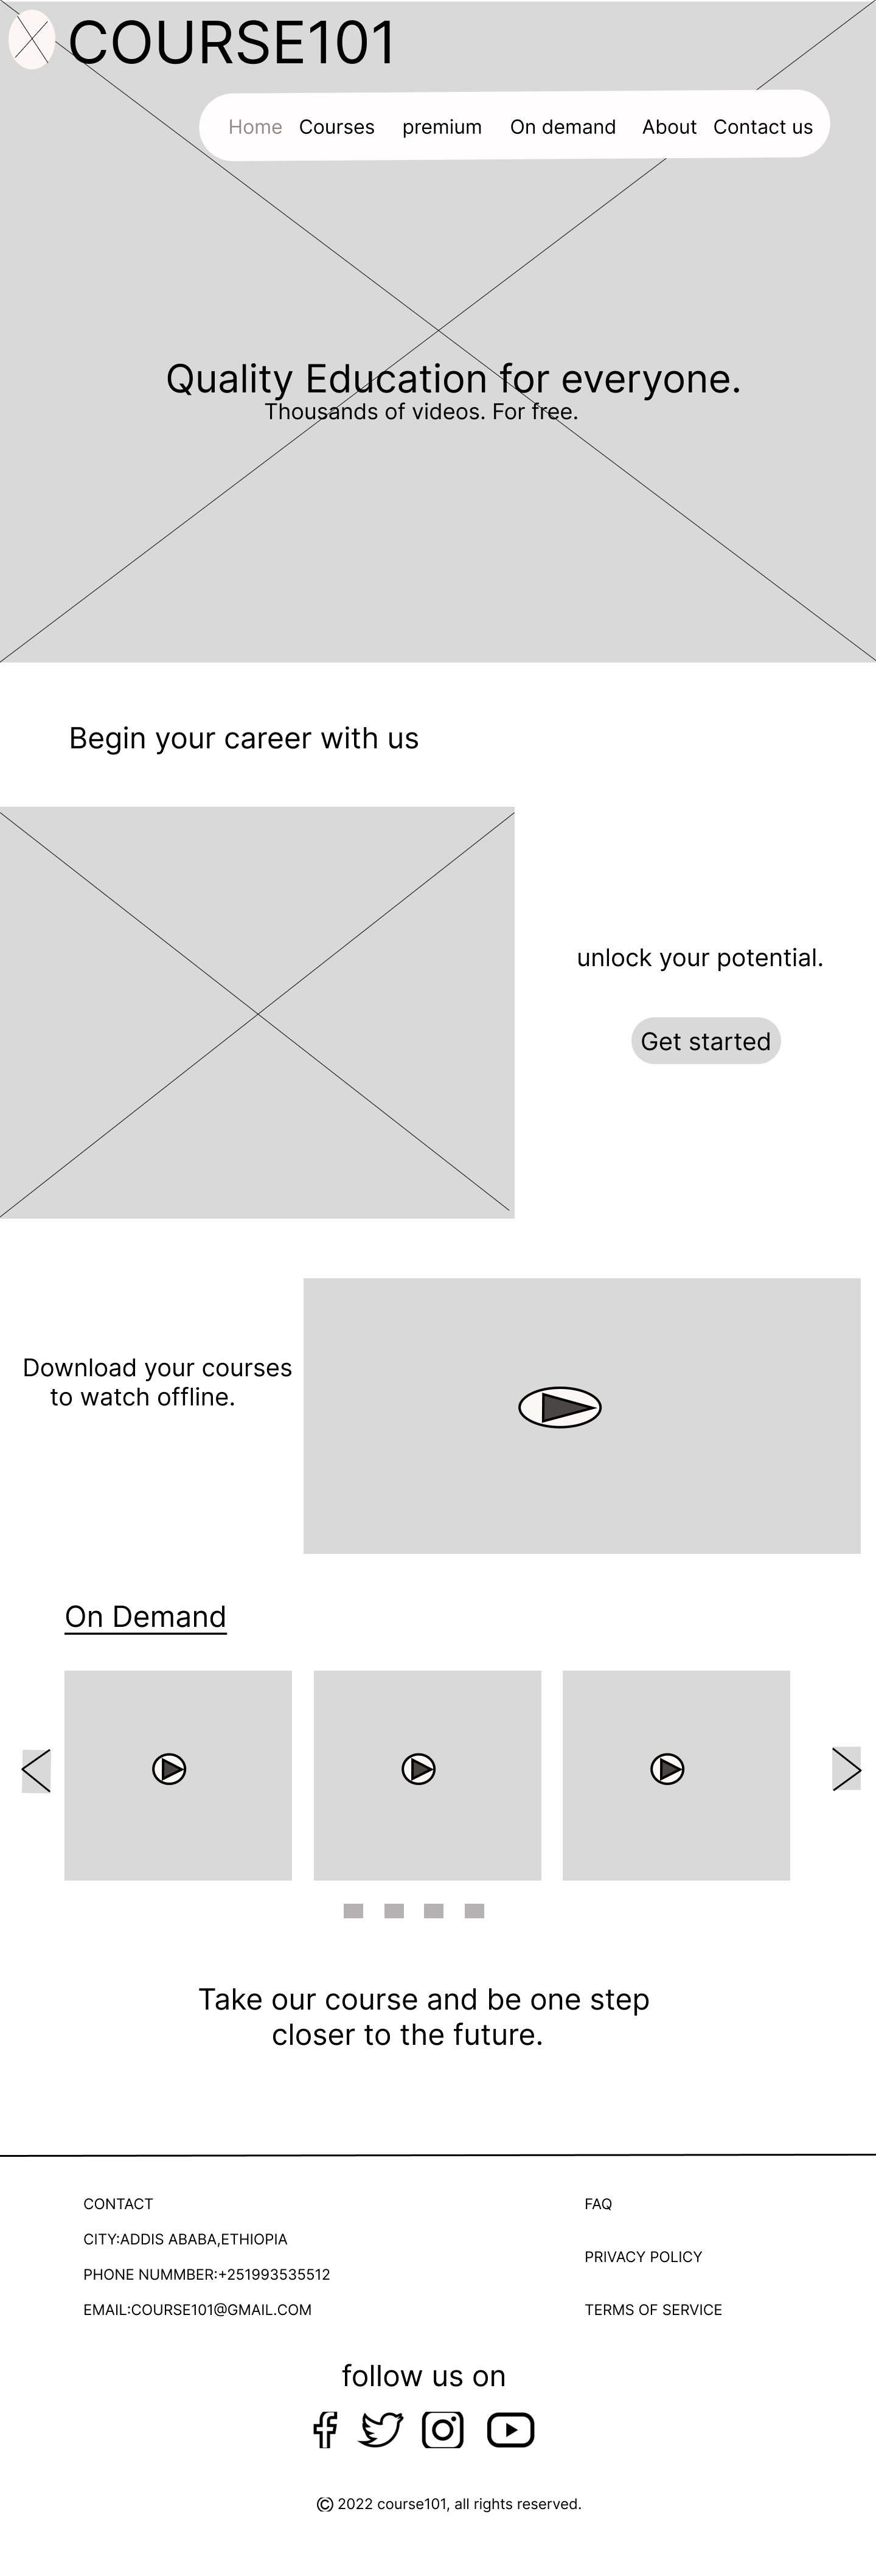 COURSE101
Home Courses premium On demand About Contact us
Quality Education for everyone.
Thousands of videos. For free.
Begin your career with us
unlock your potential.
Get started
Download your courses
to watch offline.
On Demand
Take our course and be one step
closer to the future.
CONTACT
CITY:ADDIS ABABA,ETHIOPIA
PHONE NUMMBER:+251993535512
EMAIL:COURSE101@GMAIL.COM
FAQ
PRIVACY POLICY
TERMS OF SERVICE
follow us on
© 2022 course101, all rights reserved.